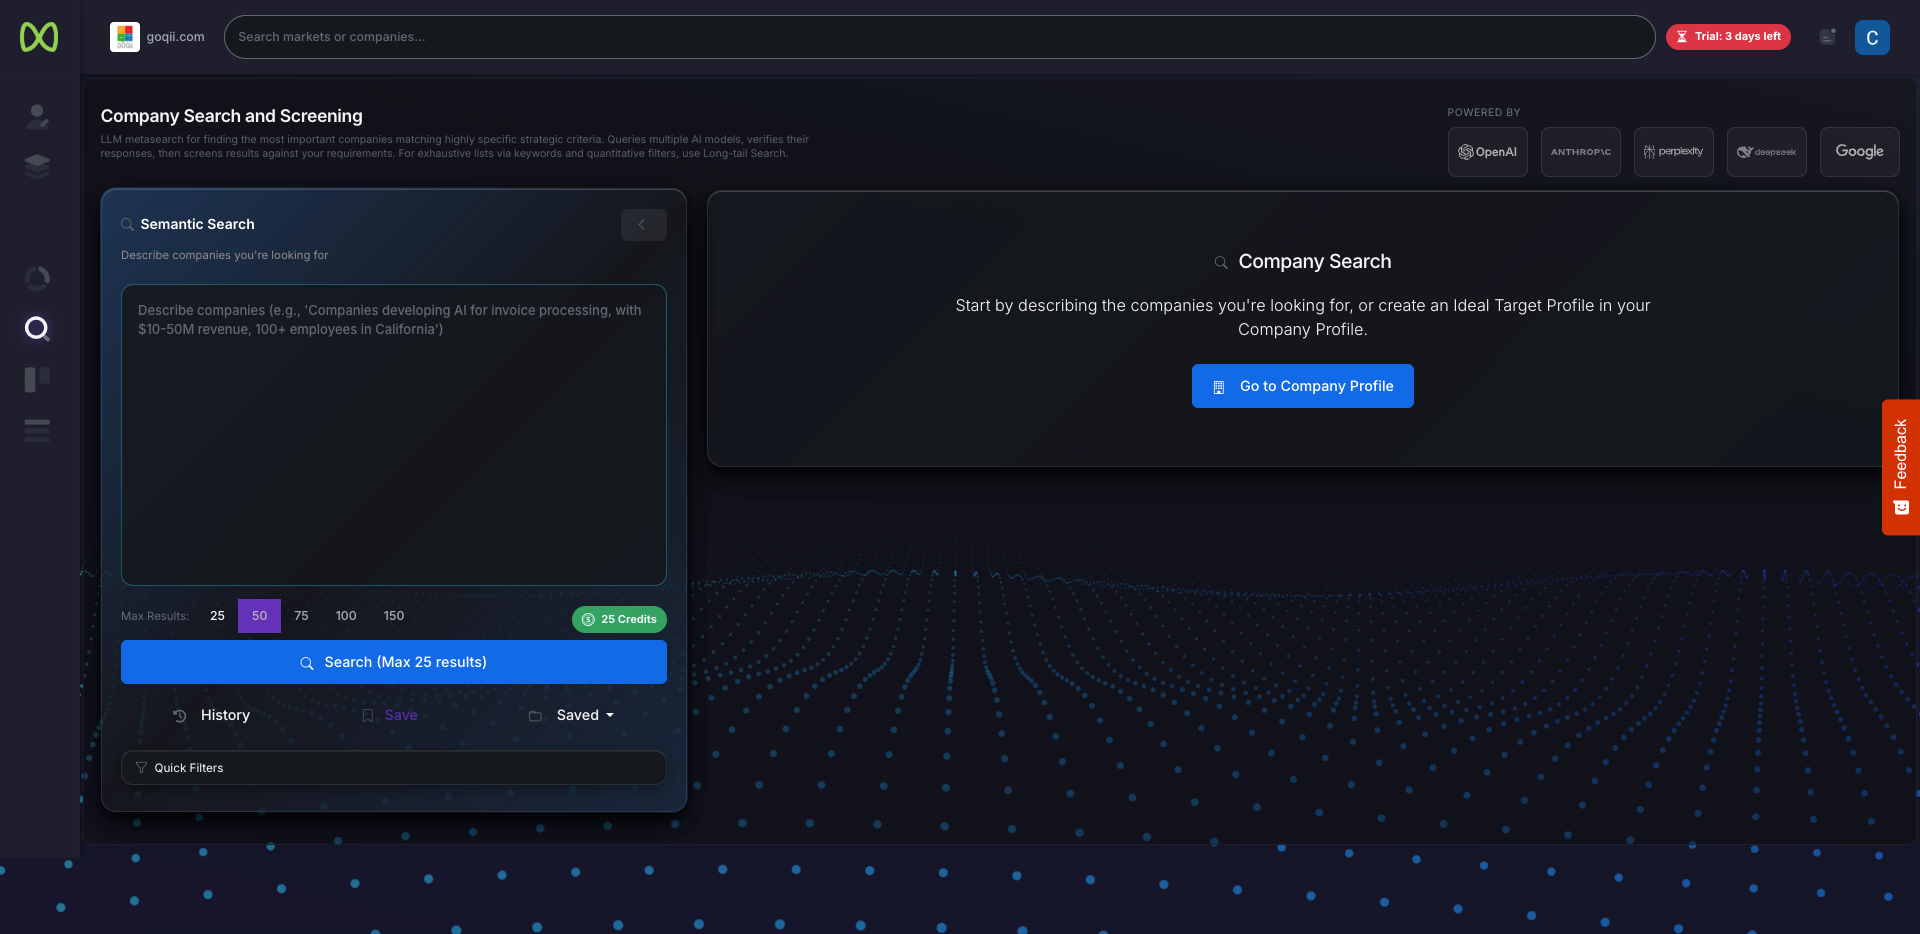 GOQii
goqii.com
Search markets or companies...
Trial: 3 days left
C
Company Search and Screening
LLM metasearch for finding the most important companies matching highly specific strategic criteria. Queries multiple AI models, verifies their
responses, then screens results against your requirements. For exhaustive lists via keywords and quantitative filters, use Long-tail Search.
POWERED BY
OpenAI
ANTHROP\C
perplexity
deepseek
Google
Semantic Search
Describe companies you're looking for
Describe companies (e.g., 'Companies developing AI for invoice processing, with
$10-50M revenue, 100+ employees in California')
Max Results: 25 50 75 100 150
25 Credits
Search (Max 25 results)
History
Save
Saved
Quick Filters
Company Search
Start by describing the companies you're looking for, or create an Ideal Target Profile in your
Company Profile.
Go to Company Profile
Feedback